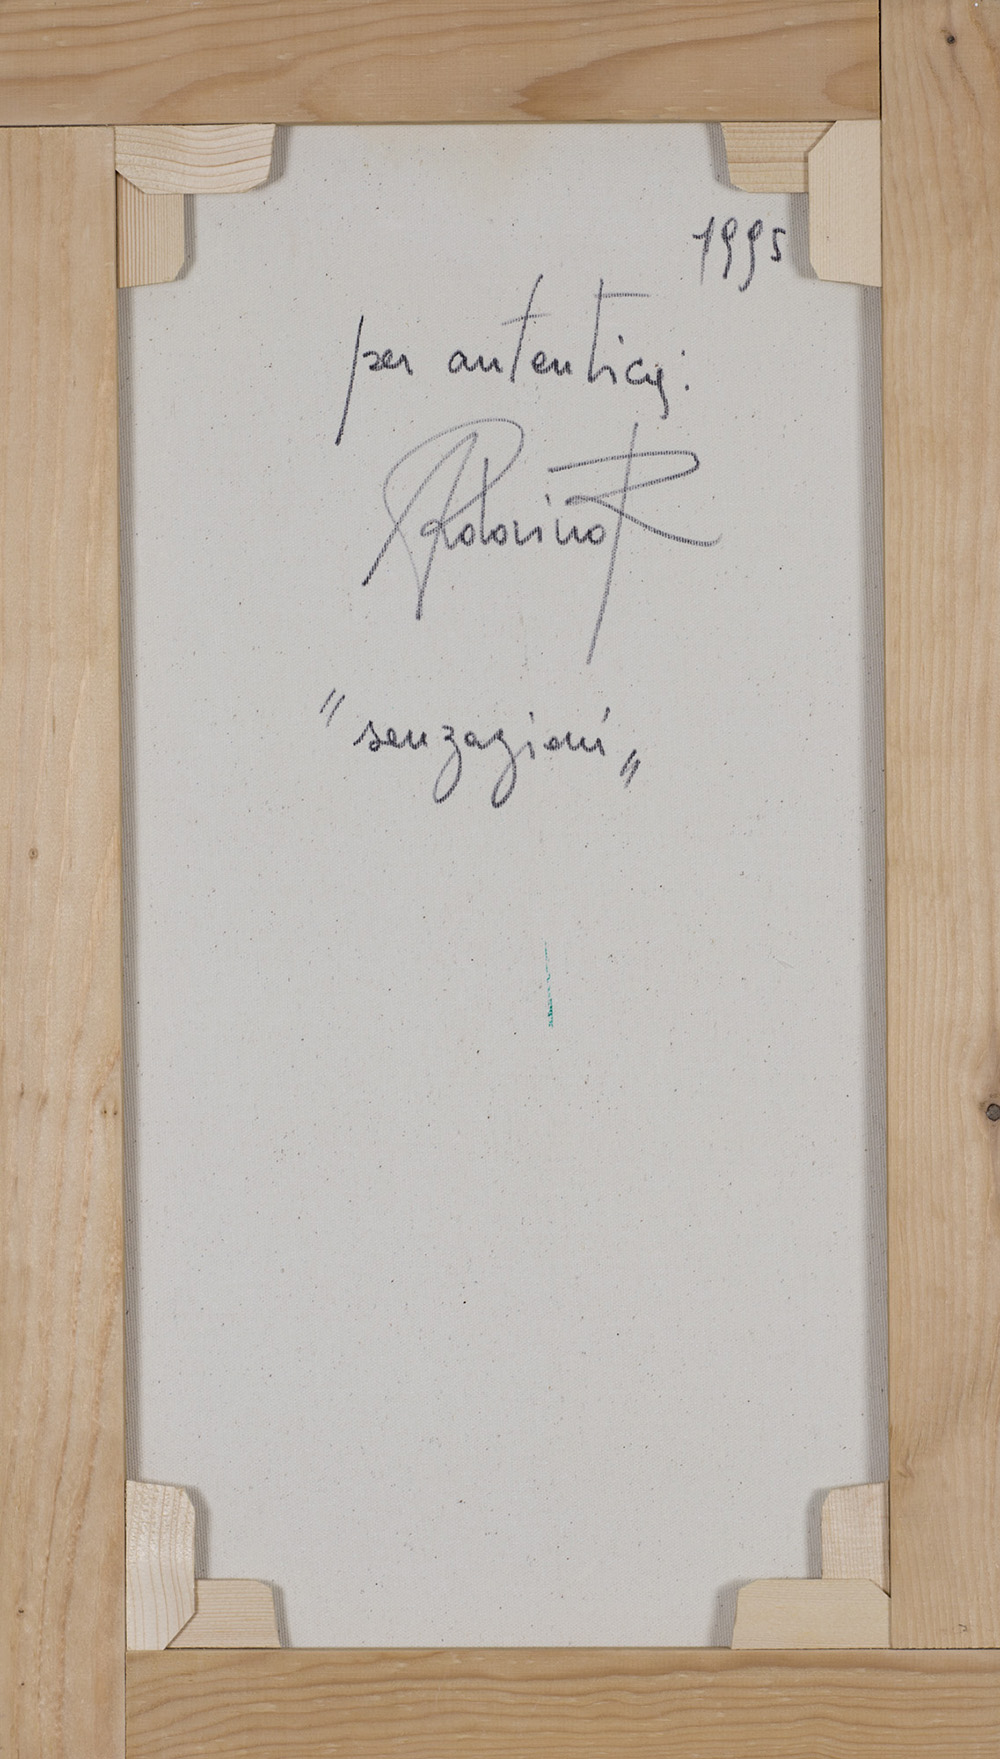 1995
per autentica:
"senzazioni„